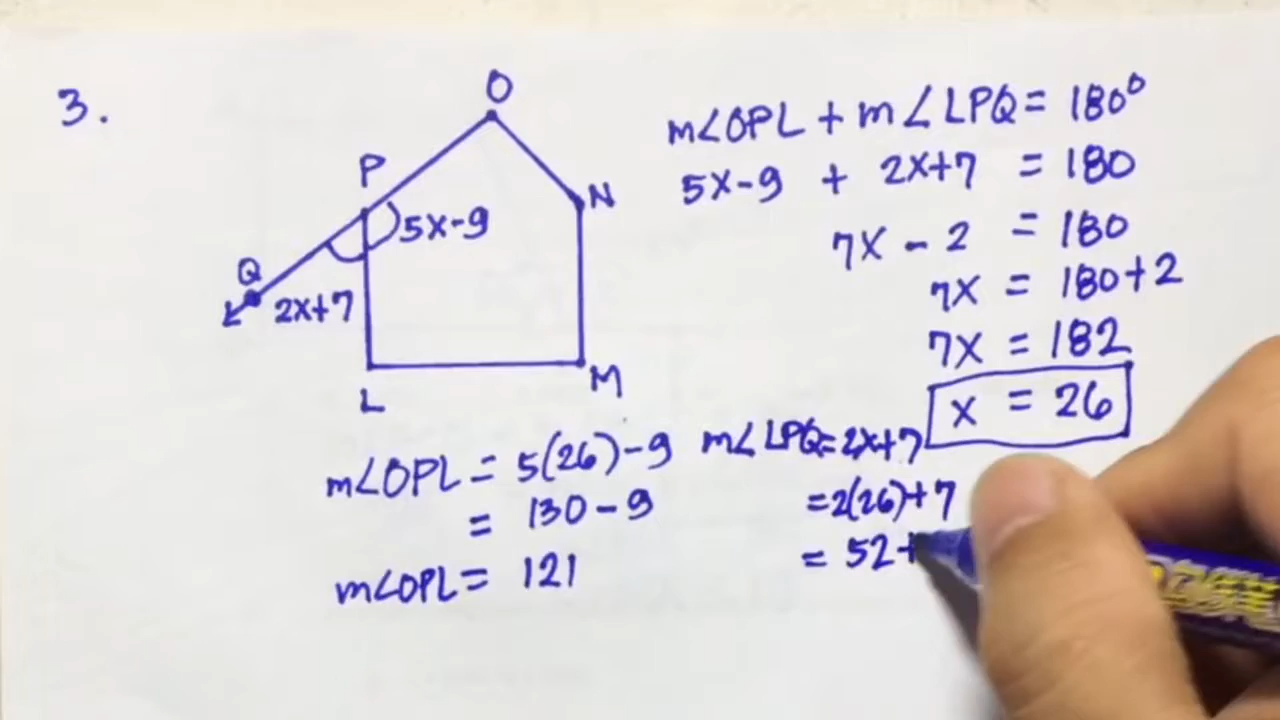 3.
O
P
N
5x-9
Q
2x+7
L
M
m∠OPL + m∠LPQ = 180°
5x-9 + 2x+7 = 180
7x - 2 = 180
7x = 180+2
7x = 182
x = 26
m∠OPL = 5(26)-9
= 130-9
m∠OPL = 121
m∠LPQ = 2x+7
= 2(26)+7
= 52+